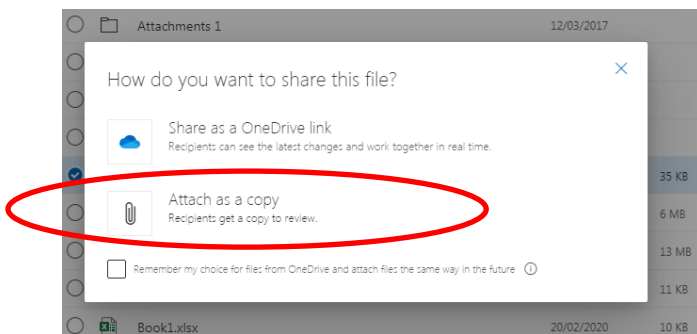 Attachments 1 12/03/2017
How do you want to share this file?
Share as a OneDrive link
Recipients can see the latest changes and work together in real time.
35 KB
Attach as a copy
Recipients get a copy to review.
6 MB
13 MB
Remember my choice for files from OneDrive and attach files the same way in the future
11 KB
Book1.xlsx 20/02/2020 10 KB